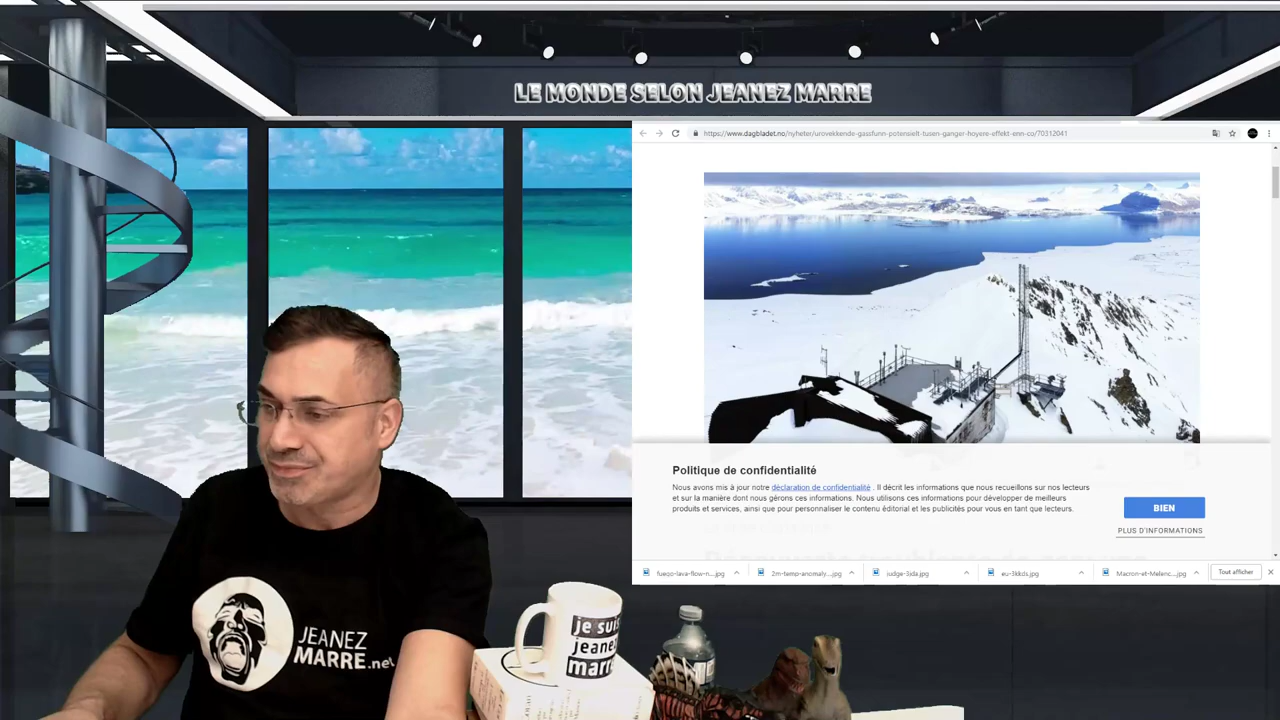 LE MONDE SELON JEANEZ MARRE
https://www.dagbladet.no/nyheter/urovekkende-gassfunn-potensielt-tusen-ganger-hoyere-effekt-enn-co/70312041
Politique de confidentialité
Nous avons mis à jour notre déclaration de confidentialité . Il décrit les informations que nous recueillons sur nos lecteurs
et sur la manière dont nous gérons ces informations. Nous utilisons ces informations pour développer de meilleurs
produits et services, ainsi que pour personnaliser le contenu éditorial et les publicités pour vous en tant que lecteurs.
BIEN
PLUS D'INFORMATIONS
fuego-lava-flow-n....jpg
2m-temp-anomaly....jpg
judge-3jda.jpg
eu-3kkds.jpg
Macron-et-Melenc....jpg
Tout afficher
JEANEZ
MARRE.net
je suis
jeanez
marre